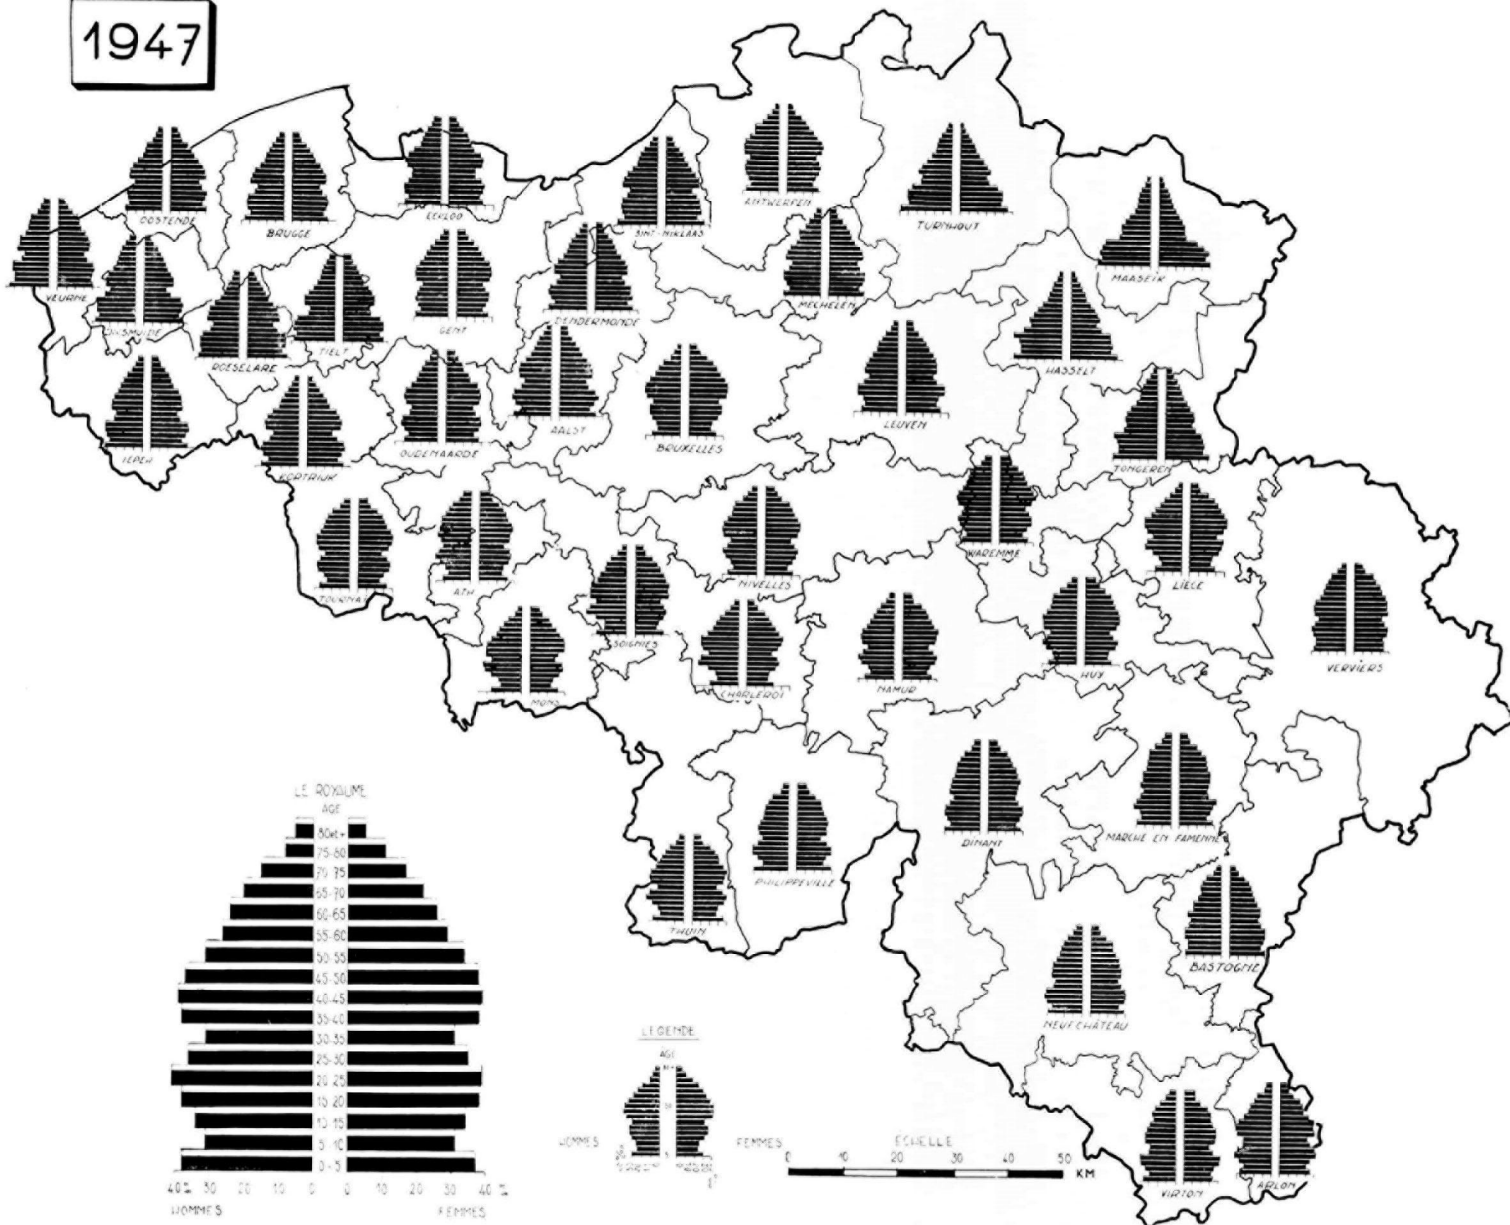 1947
OOSTENDE
BRUGGE
EEKLOO
SINT-NIKLAAS
ANTWERPEN
TURNHOUT
MAASEIK
VEURNE
DIKSMUIDE
ROESELARE
TIELT
GENT
DENDERMONDE
MECHELEN
HASSELT
IEPER
KORTRIJK
OUDENAARDE
AALST
BRUXELLES
LEUVEN
TONGEREN
TOURNAI
ATH
SOIGNIES
NIVELLES
WAREMME
LIEGE
MONS
CHARLEROI
NAMUR
HUY
VERVIERS
THUIN
PHILIPPEVILLE
DINANT
MARCHE EN FAMENNE
NEUFCHÂTEAU
BASTOGNE
VIRTON
ARLON
LE ROYAUME
AGE
80et+
75-80
70-75
65-70
60-65
55-60
50-55
45-50
40-45
35-40
30-35
25-30
20-25
15-20
10-15
5-10
0-5
40‰ 30 20 10 0 0 10 20 30 40 ‰
HOMMES FEMMES
LEGENDE
AGE
HOMMES FEMMES
ECHELLE
0 10 20 30 40 50 KM